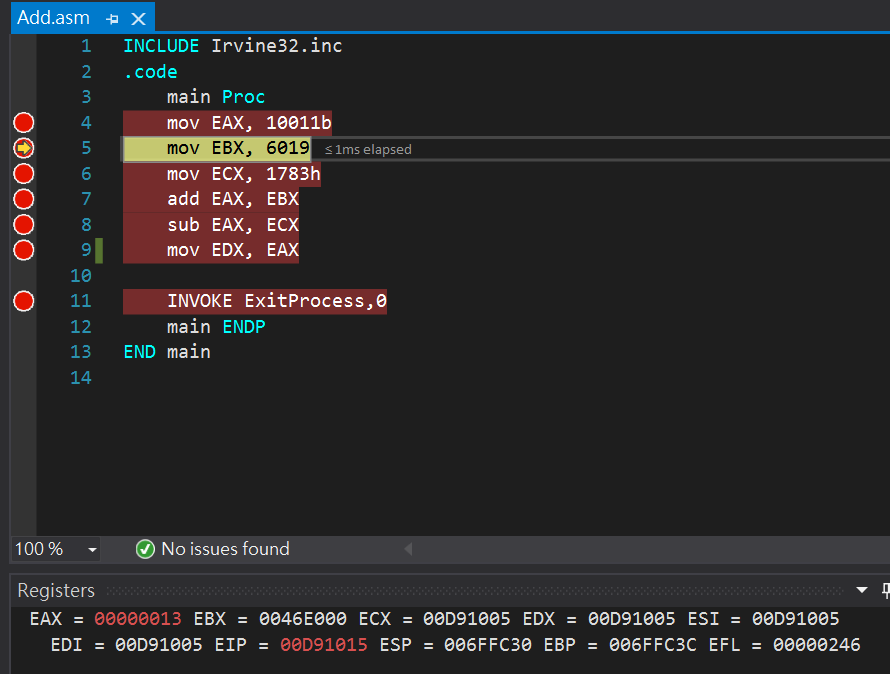 Add.asm
1 INCLUDE Irvine32.inc
2 .code
3 main Proc
4 mov EAX, 10011b
5 mov EBX, 6019 ≤1ms elapsed
6 mov ECX, 1783h
7 add EAX, EBX
8 sub EAX, ECX
9 mov EDX, EAX
10
11 INVOKE ExitProcess,0
12 main ENDP
13 END main
14
100 % No issues found
Registers
EAX = 00000013 EBX = 0046E000 ECX = 00D91005 EDX = 00D91005 ESI = 00D91005
EDI = 00D91005 EIP = 00D91015 ESP = 006FFC30 EBP = 006FFC3C EFL = 00000246